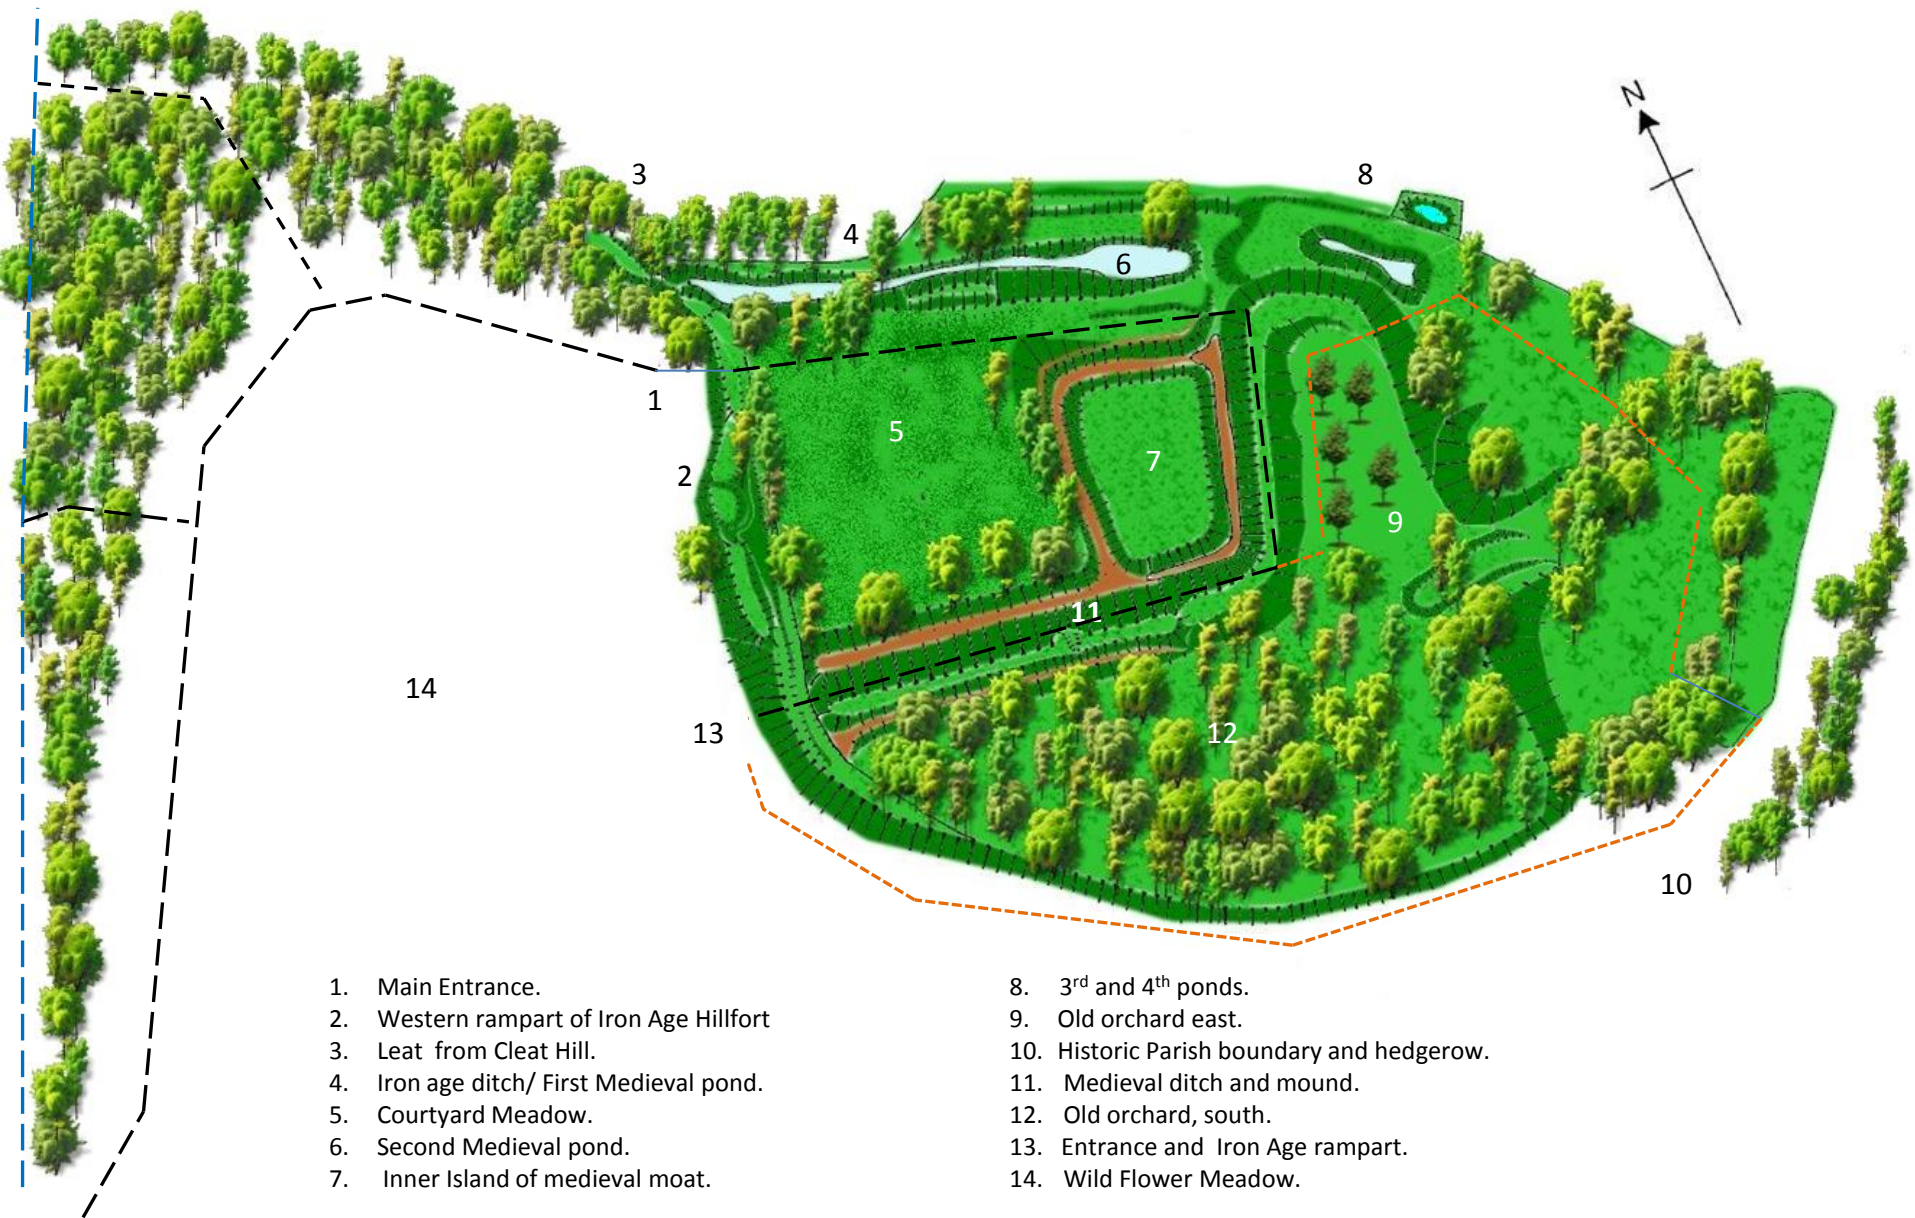 N
3
8
4
6
1
5
7
2
9
11
14
13
12
10
1. Main Entrance.
2. Western rampart of Iron Age Hillfort
3. Leat from Cleat Hill.
4. Iron age ditch/ First Medieval pond.
5. Courtyard Meadow.
6. Second Medieval pond.
7. Inner Island of medieval moat.
8. 3rd and 4th ponds.
9. Old orchard east.
10. Historic Parish boundary and hedgerow.
11. Medieval ditch and mound.
12. Old orchard, south.
13. Entrance and Iron Age rampart.
14. Wild Flower Meadow.